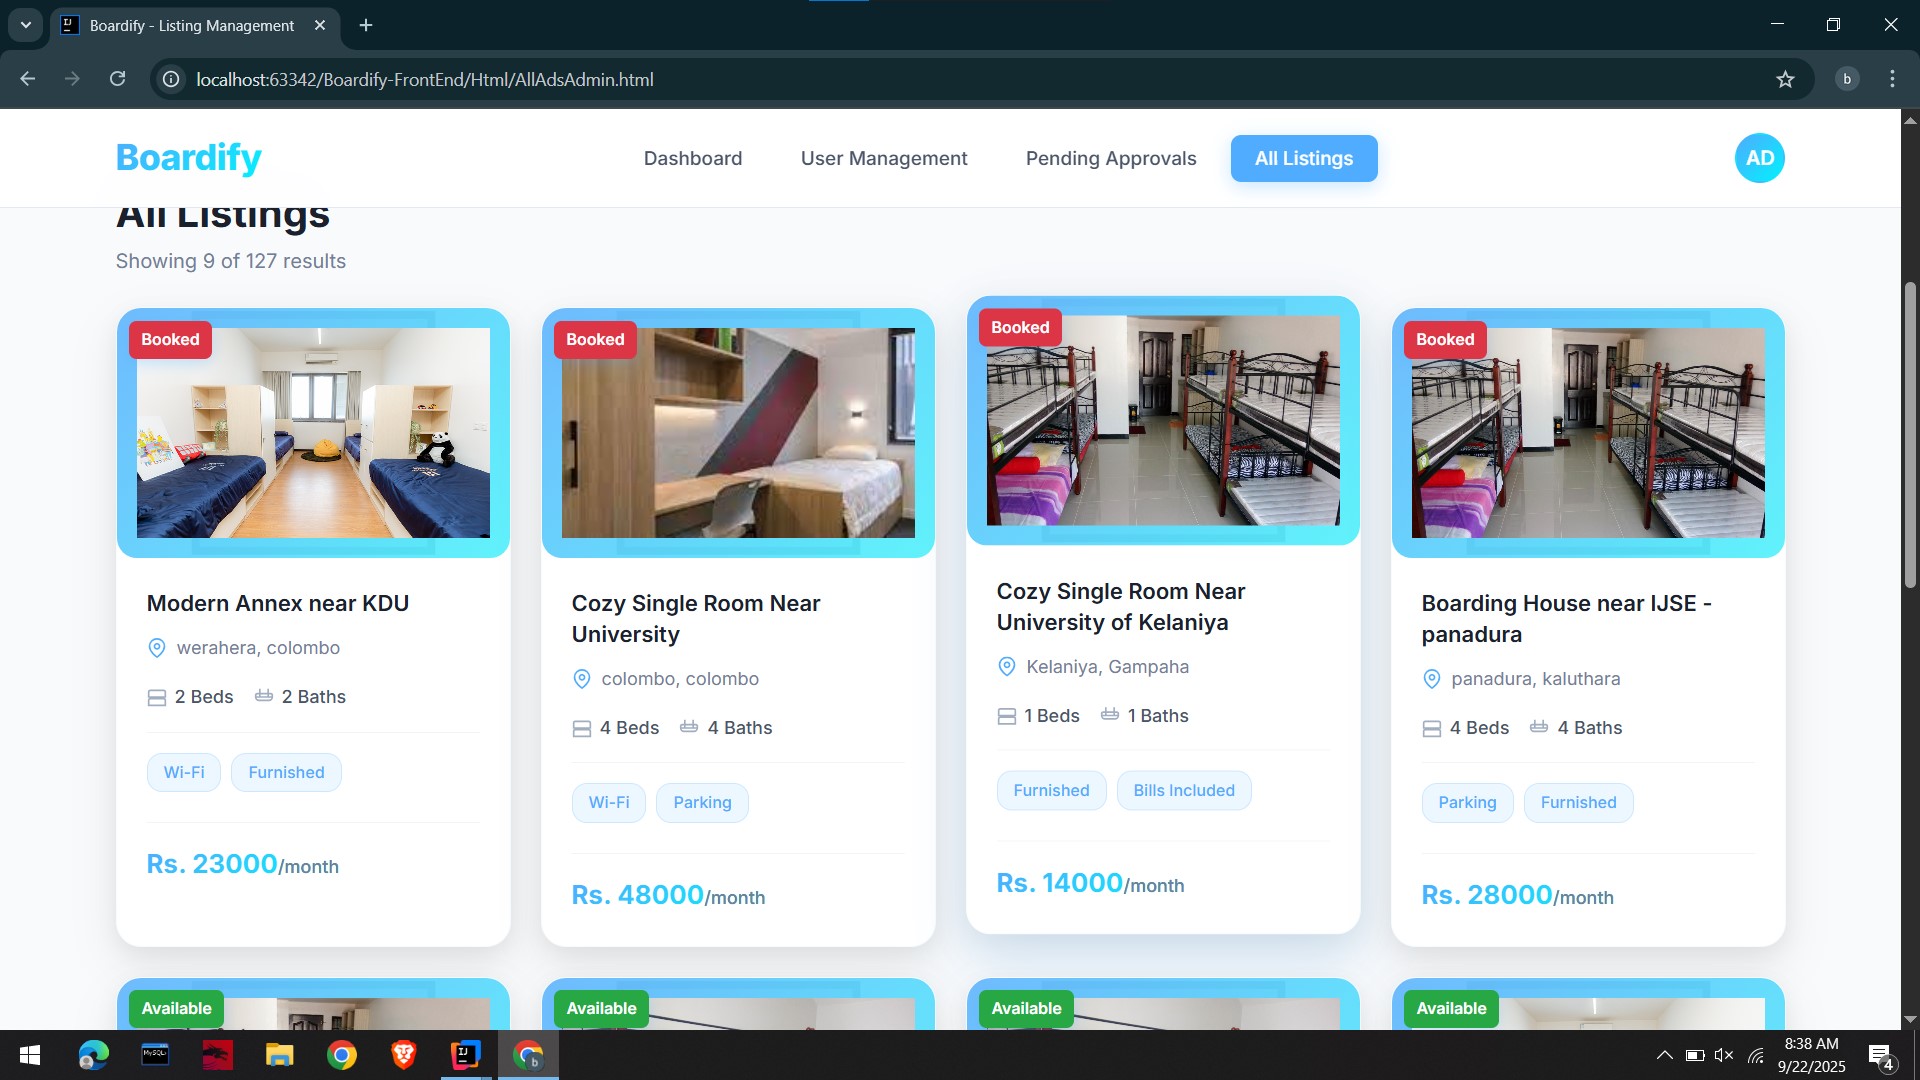 Boardify - Listing Management
localhost:63342/Boardify-FrontEnd/Html/AllAdsAdmin.html
b
Boardify
Dashboard
User Management
Pending Approvals
All Listings
AD
All Listings
Showing 9 of 127 results
Booked
Modern Annex near KDU
werahera, colombo
2 Beds 2 Baths
Wi-Fi Furnished
Rs. 23000/month
Booked
Cozy Single Room Near
University
colombo, colombo
4 Beds 4 Baths
Wi-Fi Parking
Rs. 48000/month
Booked
Cozy Single Room Near
University of Kelaniya
Kelaniya, Gampaha
1 Beds 1 Baths
Furnished Bills Included
Rs. 14000/month
Booked
Boarding House near IJSE -
panadura
panadura, kaluthara
4 Beds 4 Baths
Parking Furnished
Rs. 28000/month
Available
Available
Available
Available
MySQL
IJ
b
8:38 AM
9/22/2025
4